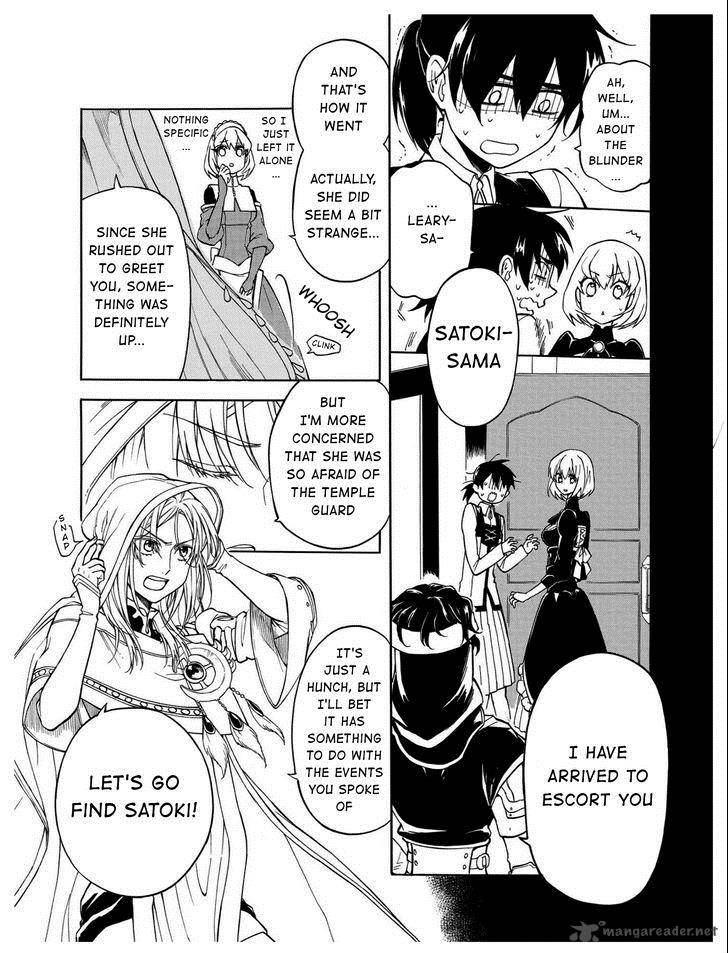 AH,
WELL,
UM...
ABOUT
THE
BLUNDER
...
...
LEARY-
SA-
SATOKI-
SAMA
I HAVE
ARRIVED TO
ESCORT YOU
AND
THAT'S
HOW IT
WENT
ACTUALLY,
SHE DID
SEEM A BIT
STRANGE...
SO I
JUST
LEFT IT
ALONE
...
NOTHING
SPECIFIC
...
SINCE SHE
RUSHED OUT
TO GREET
YOU, SOME-
THING WAS
DEFINITELY
UP...
WHOOSH
CLINK
BUT
I'M MORE
CONCERNED
THAT SHE WAS
SO AFRAID OF
THE TEMPLE
GUARD
SNAP
IT'S
JUST A
HUNCH, BUT
I'LL BET
IT HAS
SOMETHING
TO DO WITH
THE EVENTS
YOU SPOKE
OF
LET'S GO
FIND SATOKI!
mangareader.net